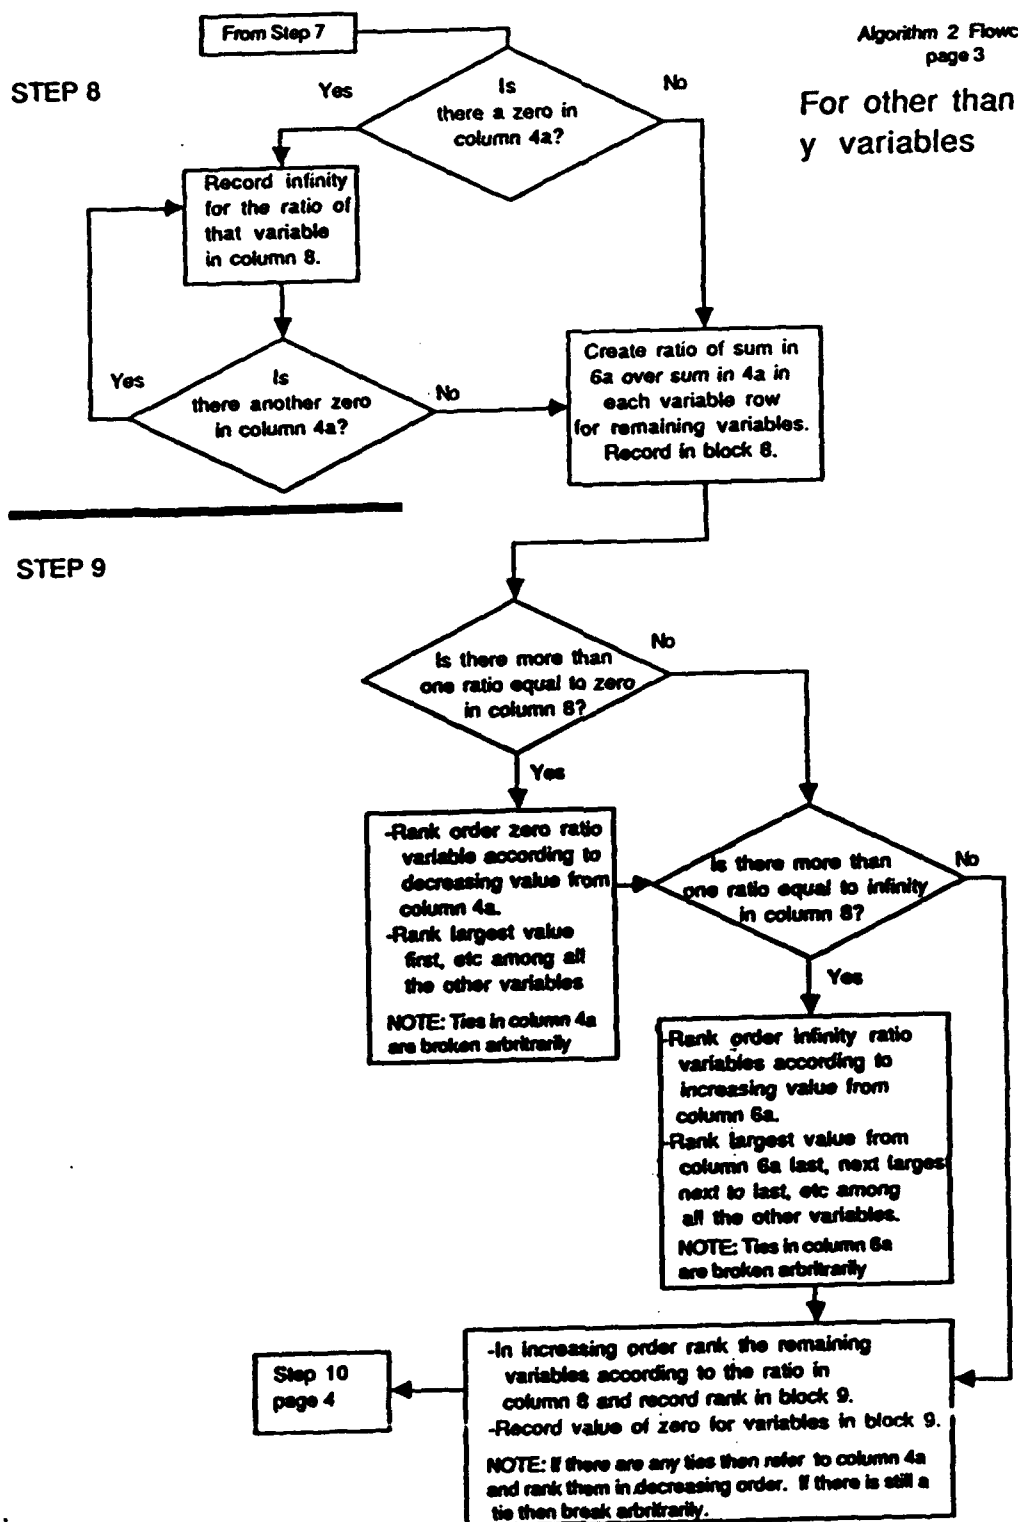 From Step 7
Algorithm 2 Flowc
page 3
STEP 8
For other than
y variables
Is
there a zero in
column 4a?
Yes
No
Record infinity
for the ratio of
that variable
in column 8.
Is
there another zero
in column 4a?
Yes
No
Create ratio of sum in
6a over sum in 4a in
each variable row
for remaining variables.
Record in block 8.
STEP 9
Is there more than
one ratio equal to zero
in column 8?
No
Yes
-Rank order zero ratio
variable according to
decreasing value from
column 4a.
-Rank largest value
first, etc among all
the other variables
NOTE: Ties in column 4a
are broken arbritrarily
Is there more than
one ratio equal to infinity
in column 8?
No
Yes
-Rank order infinity ratio
variables according to
increasing value from
column 6a.
-Rank largest value from
column 6a last, next largest
next to last, etc among
all the other variables.
NOTE: Ties in column 6a
are broken arbritrarily
-In increasing order rank the remaining
variables according to the ratio in
column 8 and record rank in block 9.
-Record value of zero for variables in block 9.
NOTE: If there are any ties then refer to column 4a
and rank them in decreasing order. If there is still a
tie then break arbritrarily.
Step 10
page 4